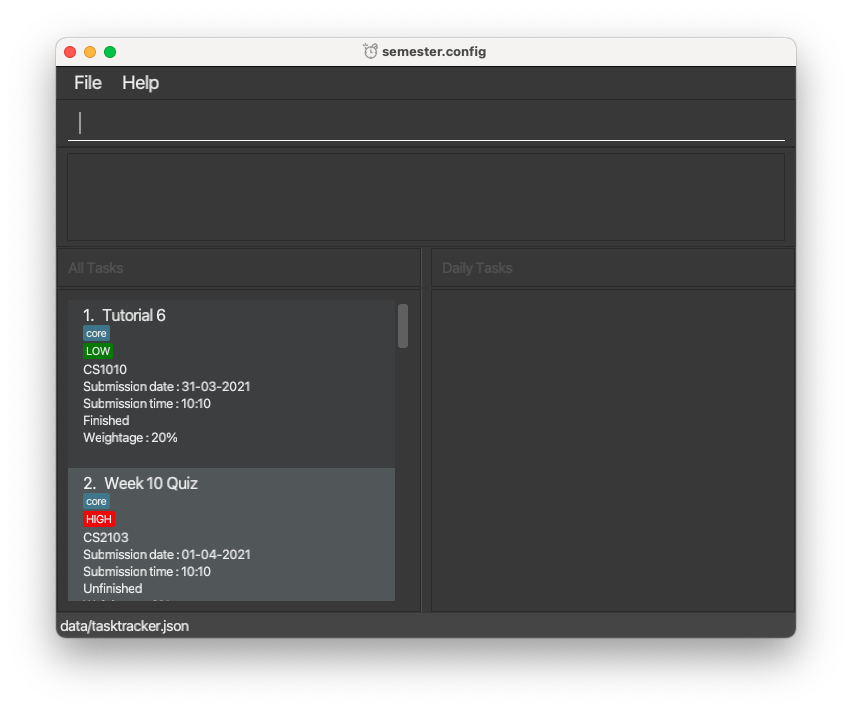 semester.config
File Help
All Tasks
1. Tutorial 6
core
LOW
CS1010
Submission date : 31-03-2021
Submission time : 10:10
Finished
Weightage : 20%
2. Week 10 Quiz
core
HIGH
CS2103
Submission date : 01-04-2021
Submission time : 10:10
Unfinished
Daily Tasks
data/tasktracker.json